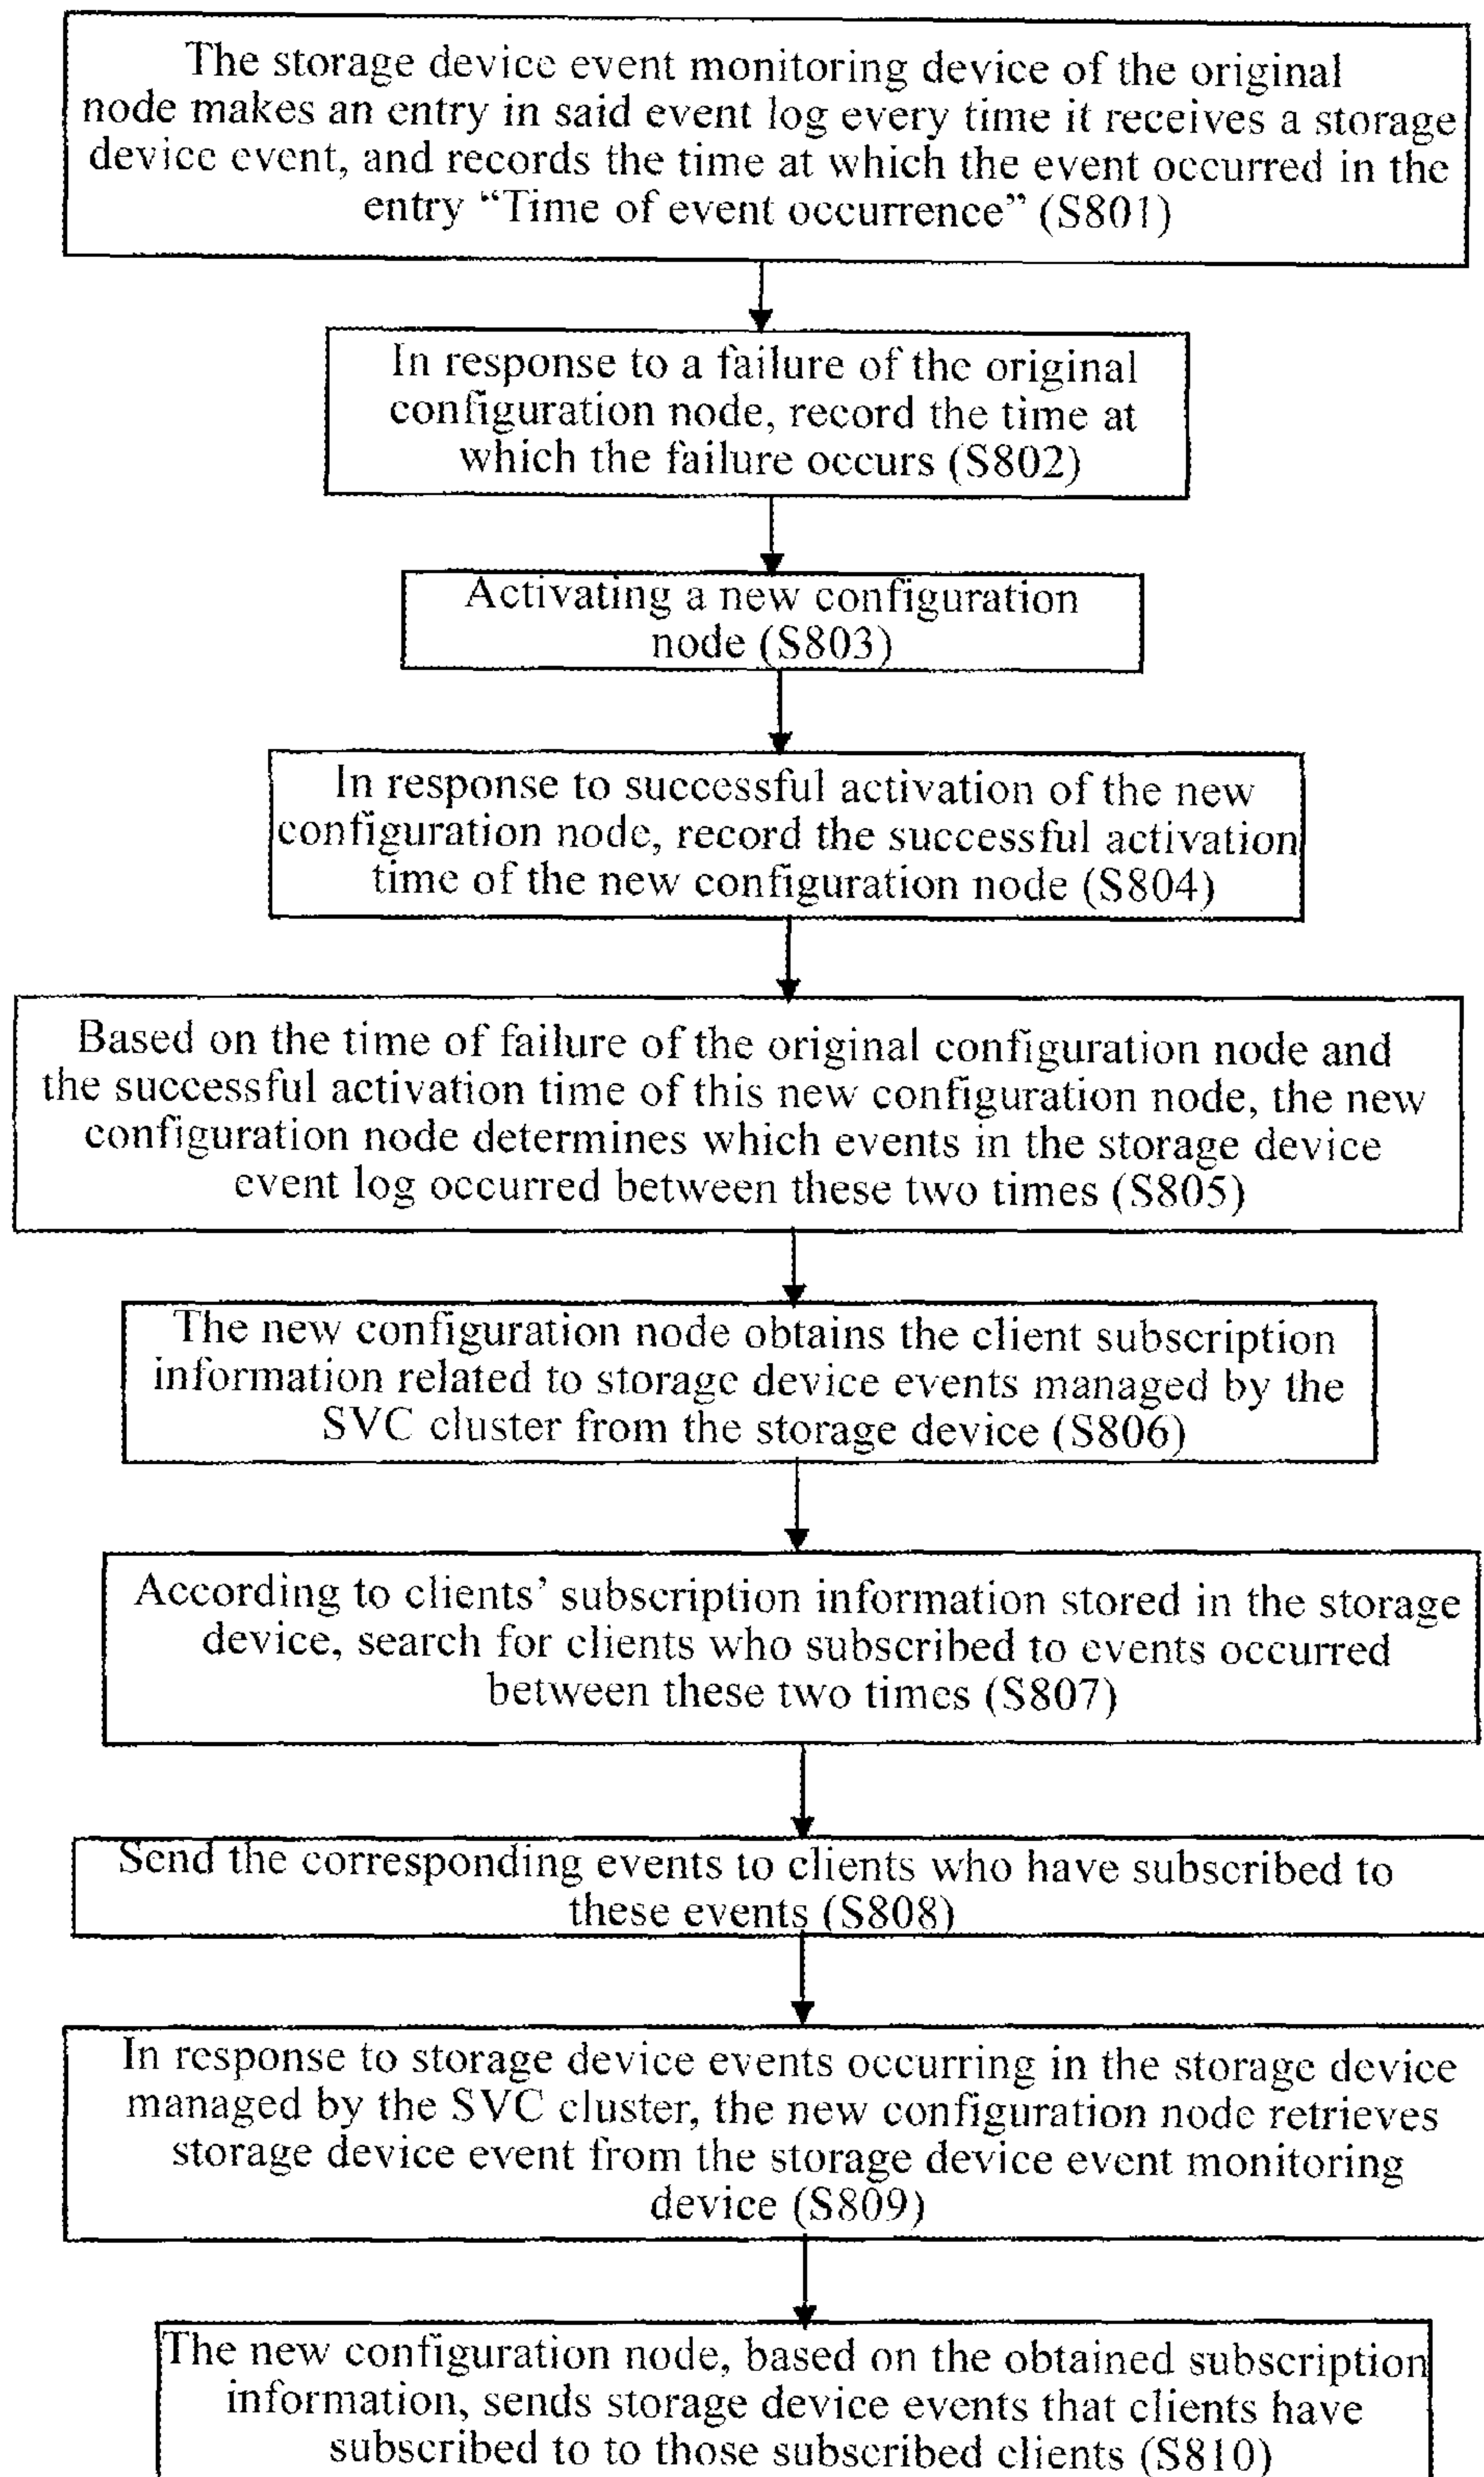 The storage device event monitoring device of the original
node makes an entry in said event log every time it receives a storage
device event, and records the time at which the event occurred in the
entry “Time of event occurrence” (S801)
In response to a failure of the original
configuration node, record the time at
which the failure occurs (S802)
Activating a new configuration
node (S803)
In response to successful activation of the new
configuration node, record the successful activation
time of the new configuration node (S804)
Based on the time of failure of the original configuration node and
the successful activation time of this new configuration node, the new
configuration node determines which events in the storage device
event log occurred between these two times (S805)
The new configuration node obtains the client subscription
information related to storage device events managed by the
SVC cluster from the storage device (S806)
According to clients’ subscription information stored in the storage
device, search for clients who subscribed to events occurred
between these two times (S807)
Send the corresponding events to clients who have subscribed to
these events (S808)
In response to storage device events occurring in the storage device
managed by the SVC cluster, the new configuration node retrieves
storage device event from the storage device event monitoring
device (S809)
The new configuration node, based on the obtained subscription
information, sends storage device events that clients have
subscribed to to those subscribed clients (S810)